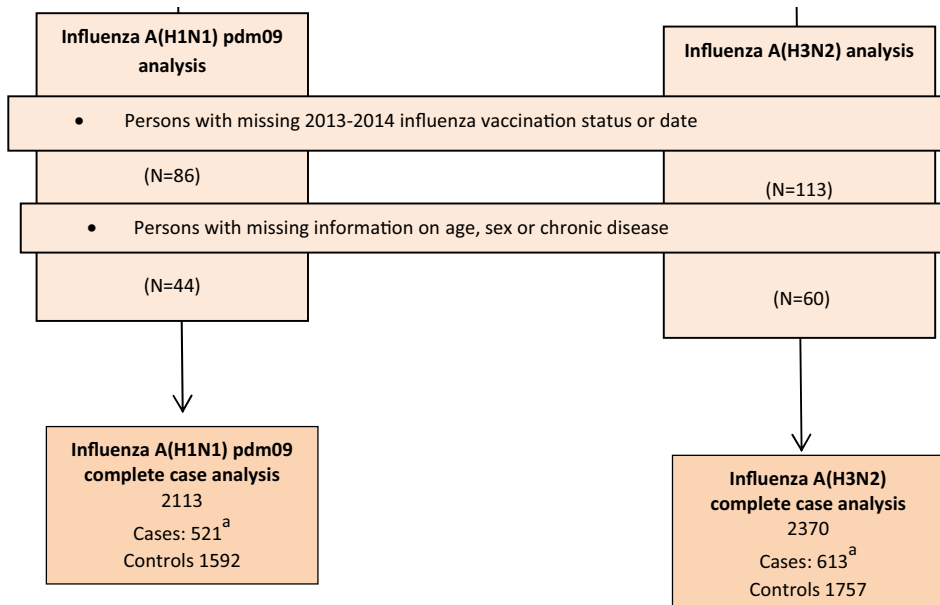 Influenza A(H1N1) pdm09
analysis
Influenza A(H3N2) analysis
• Persons with missing 2013-2014 influenza vaccination status or date
(N=86)
(N=113)
• Persons with missing information on age, sex or chronic disease
(N=44)
(N=60)
Influenza A(H1N1) pdm09
complete case analysis
2113
Cases: 521a
Controls 1592
Influenza A(H3N2)
complete case analysis
2370
Cases: 613a
Controls 1757